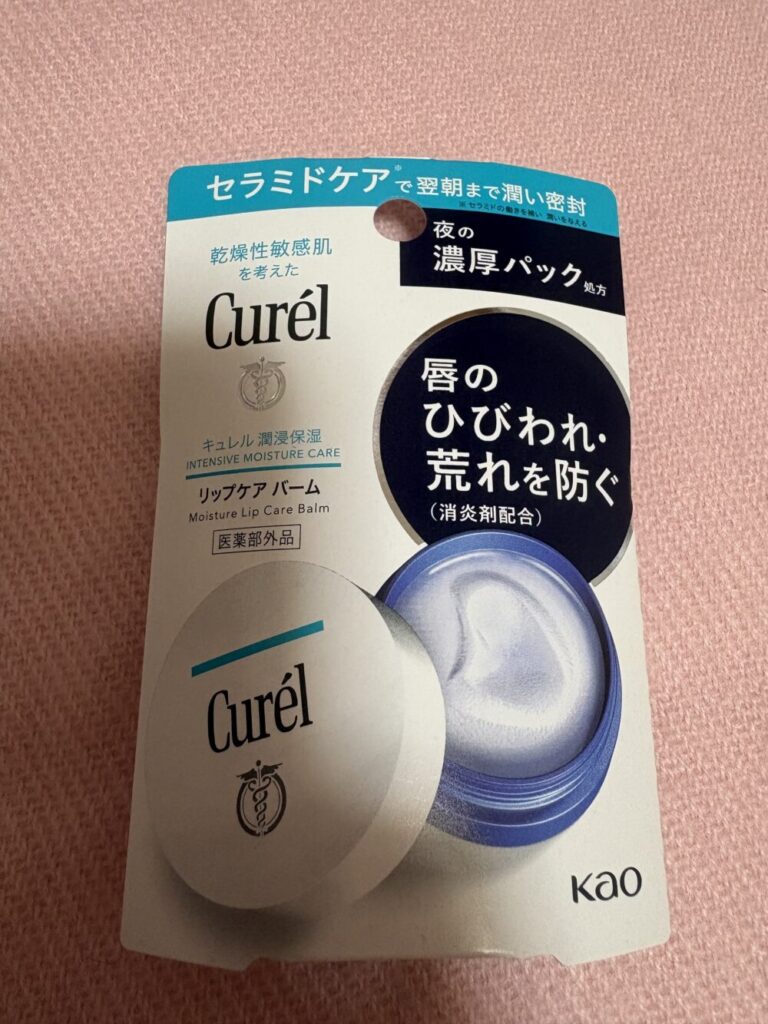 セラミドケア※で翌朝まで潤い密封
※セラミドの働きを補い 潤いを与える
夜の
濃厚パック処方
乾燥性敏感肌
を考えた
Curél
キュレル 潤浸保湿
INTENSIVE MOISTURE CARE
リップケア バーム
Moisture Lip Care Balm
医薬部外品
唇の
ひびわれ・
荒れを防ぐ
(消炎剤配合)
Curél
Kao